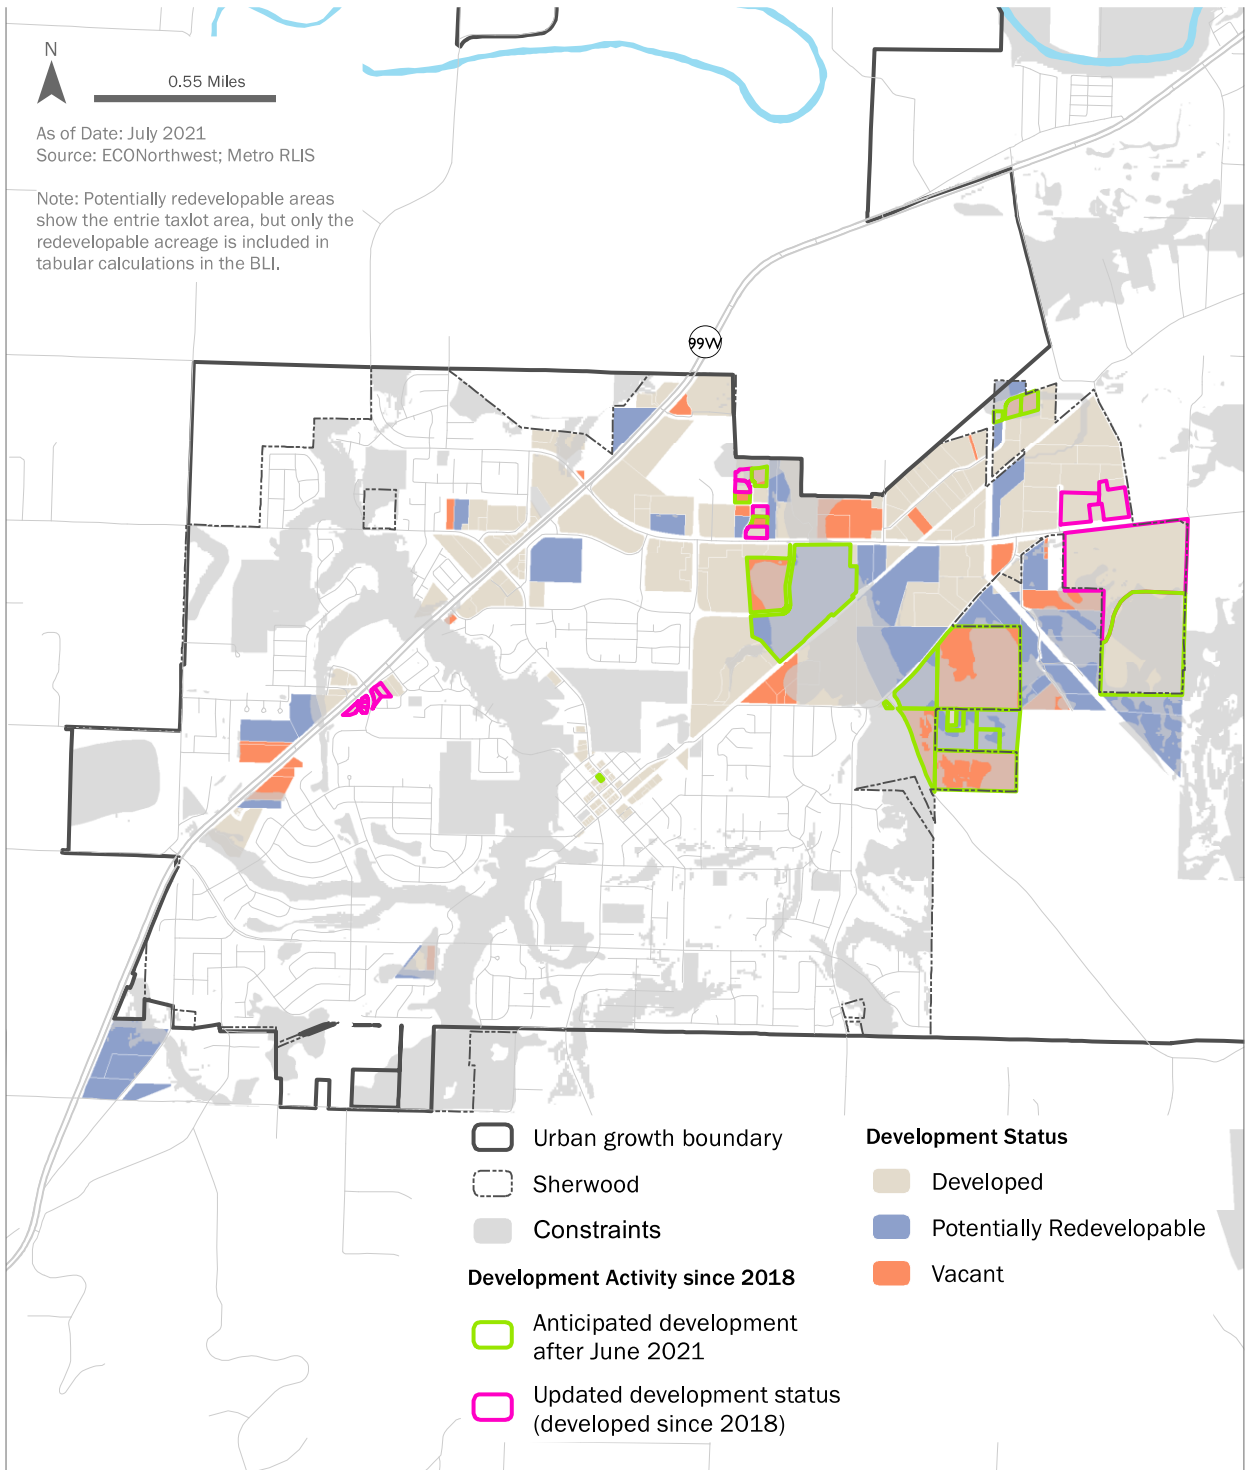 N
0.55 Miles
As of Date: July 2021
Source: ECONorthwest; Metro RLIS
Note: Potentially redevelopable areas
show the entrie taxlot area, but only the
redevelopable acreage is included in
tabular calculations in the BLI.
99W
Urban growth boundary
Sherwood
Constraints
Development Activity since 2018
Anticipated development
after June 2021
Updated development status
(developed since 2018)
Development Status
Developed
Potentially Redevelopable
Vacant